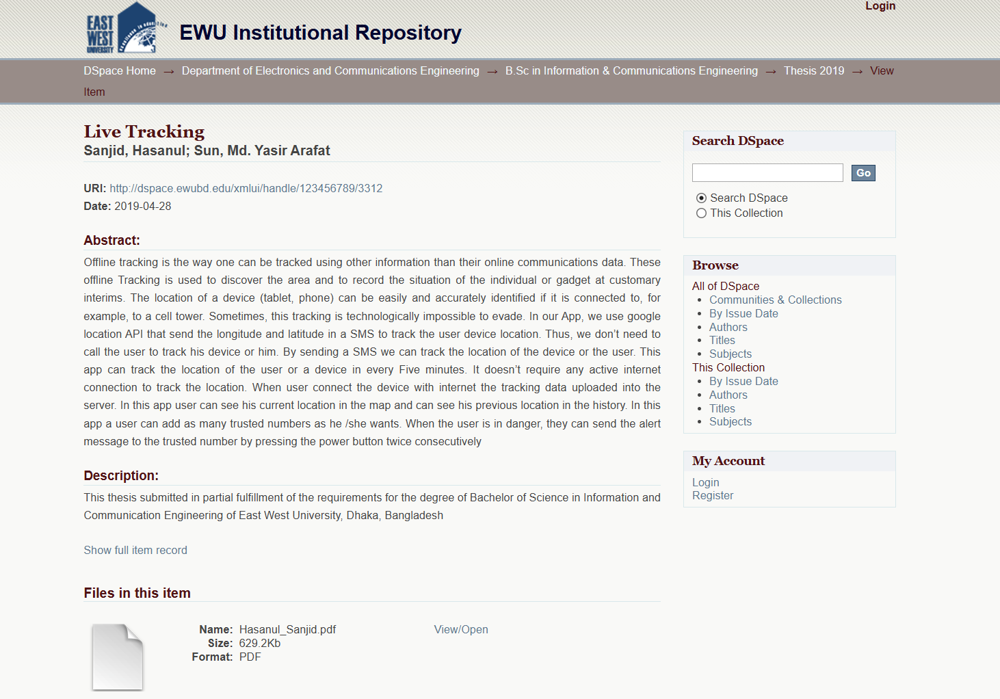 Login
EAST
WEST
UNIVERSITY
EWU Institutional Repository
DSpace Home → Department of Electronics and Communications Engineering → B.Sc in Information & Communications Engineering → Thesis 2019 → View
Item
Live Tracking
Sanjid, Hasanul; Sun, Md. Yasir Arafat
URI: http://dspace.ewubd.edu/xmlui/handle/123456789/3312
Date: 2019-04-28
Abstract:
Offline tracking is the way one can be tracked using other information than their online communications data. These
offline Tracking is used to discover the area and to record the situation of the individual or gadget at customary
interims. The location of a device (tablet, phone) can be easily and accurately identified if it is connected to, for
example, to a cell tower. Sometimes, this tracking is technologically impossible to evade. In our App, we use google
location API that send the longitude and latitude in a SMS to track the user device location. Thus, we don’t need to
call the user to track his device or him. By sending a SMS we can track the location of the device or the user. This
app can track the location of the user or a device in every Five minutes. It doesn’t require any active internet
connection to track the location. When user connect the device with internet the tracking data uploaded into the
server. In this app user can see his current location in the map and can see his previous location in the history. In this
app a user can add as many trusted numbers as he /she wants. When the user is in danger, they can send the alert
message to the trusted number by pressing the power button twice consecutively
Description:
This thesis submitted in partial fulfillment of the requirements for the degree of Bachelor of Science in Information and
Communication Engineering of East West University, Dhaka, Bangladesh
Show full item record
Files in this item
Name: Hasanul_Sanjid.pdf View/Open
Size: 629.2Kb
Format: PDF
Search DSpace
Go
Search DSpace
This Collection
Browse
All of DSpace
• Communities & Collections
• By Issue Date
• Authors
• Titles
• Subjects
This Collection
• By Issue Date
• Authors
• Titles
• Subjects
My Account
Login
Register